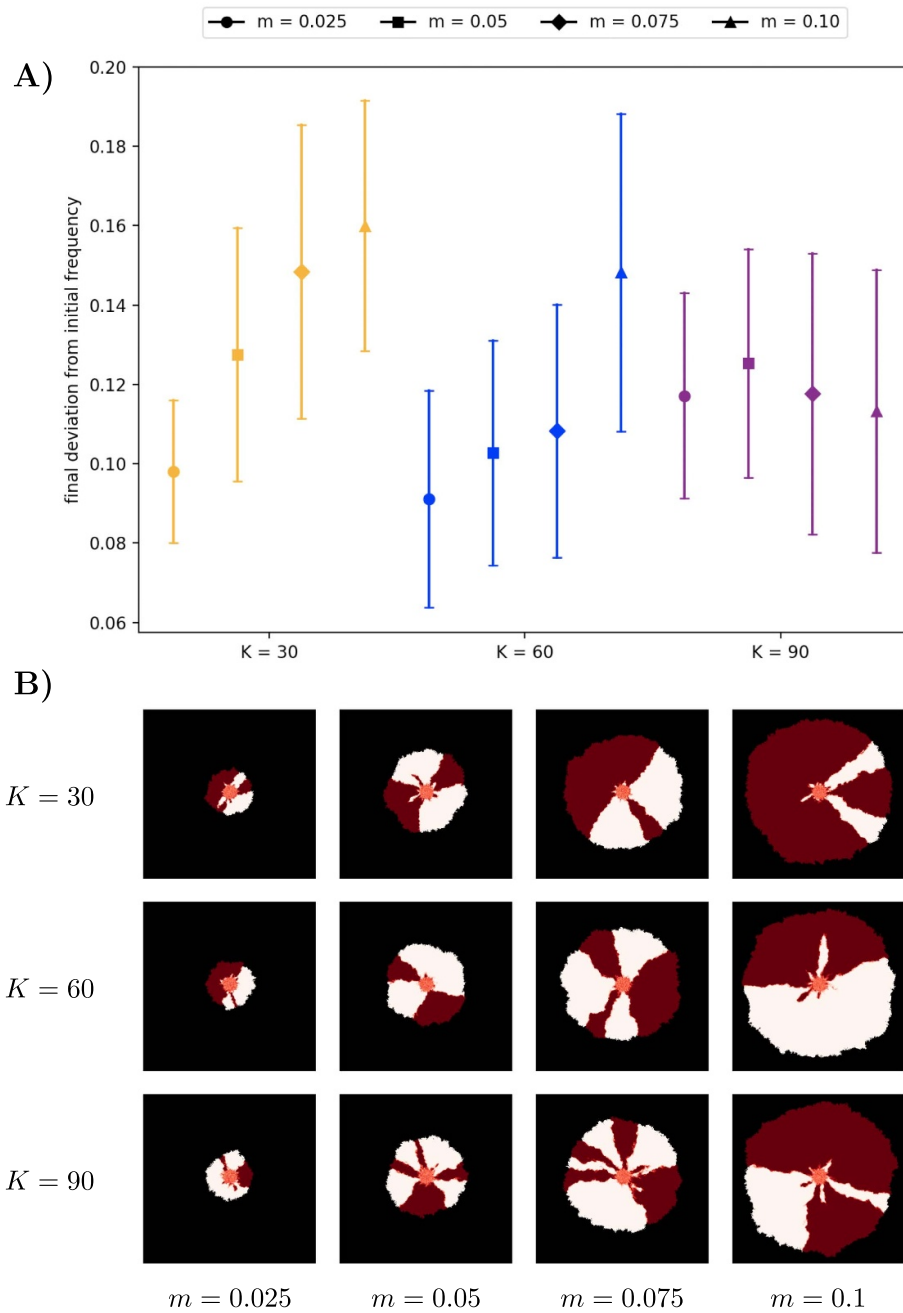 m = 0.025 m = 0.05 m = 0.075 m = 0.10
A)
0.20
0.18
0.16
0.14
0.12
0.10
0.08
0.06
final deviation from initial frequency
K = 30 K = 60 K = 90
B)
K = 30
K = 60
K = 90
m = 0.025 m = 0.05 m = 0.075 m = 0.1